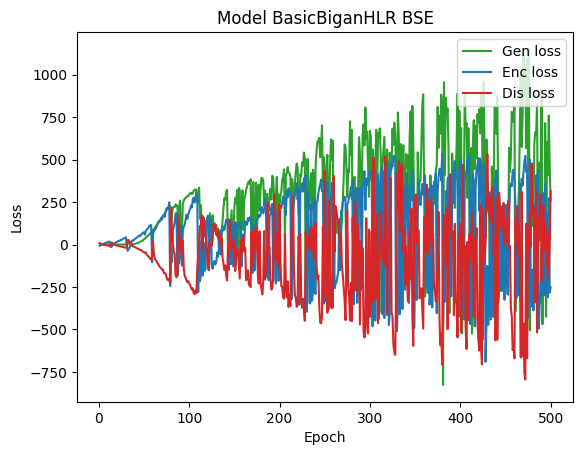 Model BasicBiganHLR BSE
Gen loss
Enc loss
Dis loss
1000
750
500
250
0
−250
−500
−750
Loss
0 100 200 300 400 500
Epoch